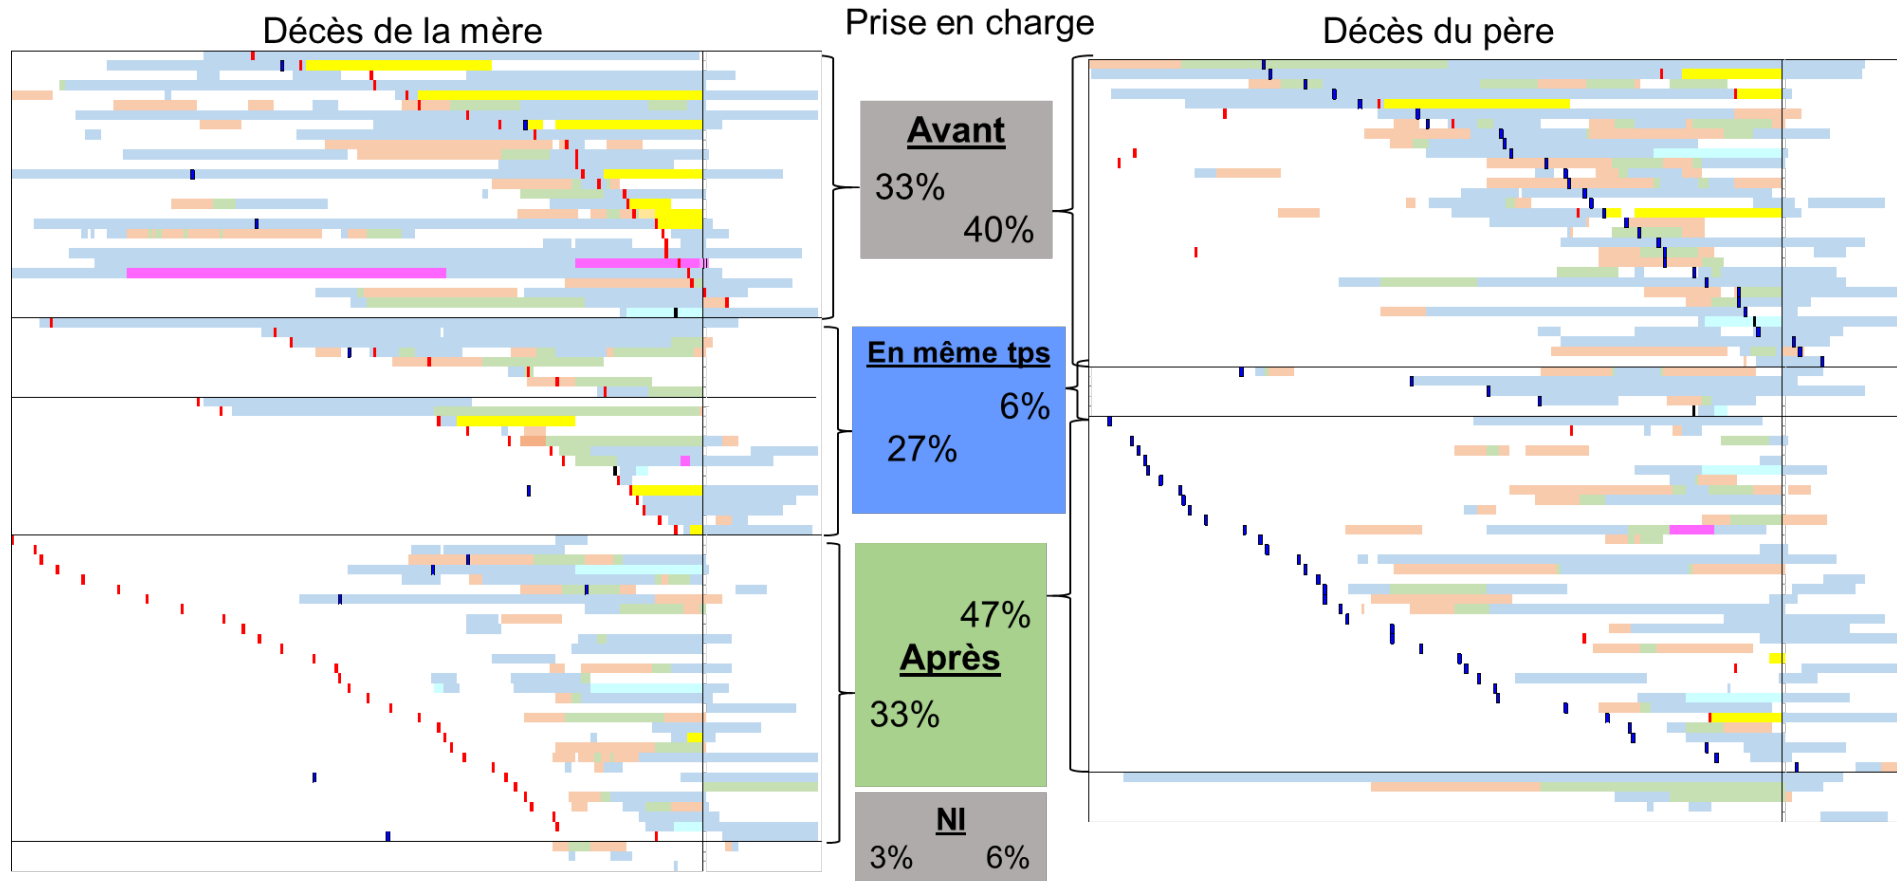 Décès de la mère
Prise en charge
Décès du père
Avant
33%
40%
En même tps
6%
27%
47%
Après
33%
NI
3% 6%